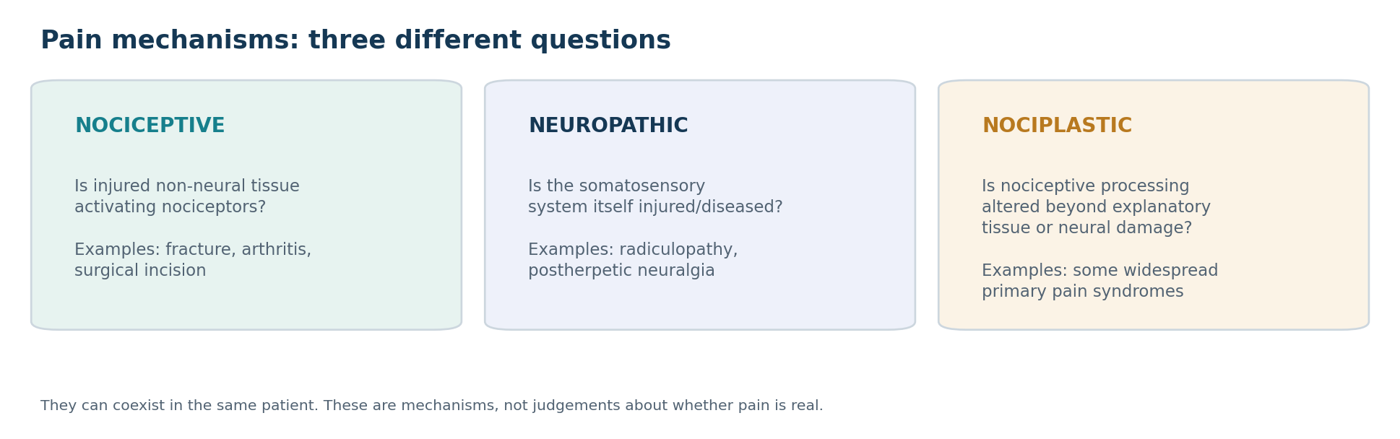 Pain mechanisms: three different questions
NOCICEPTIVE
Is injured non-neural tissue
activating nociceptors?
Examples: fracture, arthritis,
surgical incision
NEUROPATHIC
Is the somatosensory
system itself injured/diseased?
Examples: radiculopathy,
postherpetic neuralgia
NOCIPLASTIC
Is nociceptive processing
altered beyond explanatory
tissue or neural damage?
Examples: some widespread
primary pain syndromes
They can coexist in the same patient. These are mechanisms, not judgements about whether pain is real.